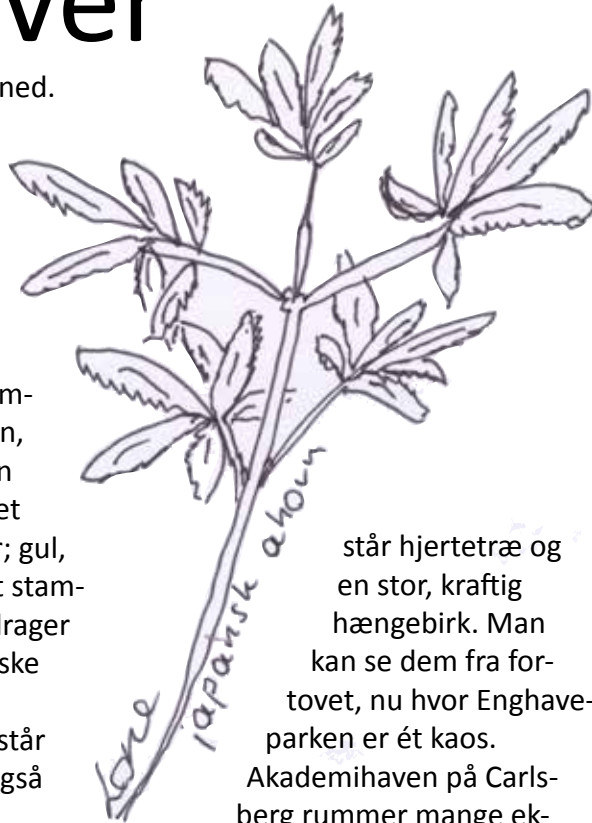 ver
ned.
m-
n,
n
et
r; gul,
t stam-
lrager
ske
står
gså
japansk ahorn
Lone
står hjertetræ og
en stor, kraftig
hængebirk. Man
kan se dem fra for-
tovet, nu hvor Enghave-
parken er ét kaos.
Akademihaven på Carls-
berg rummer mange ek-